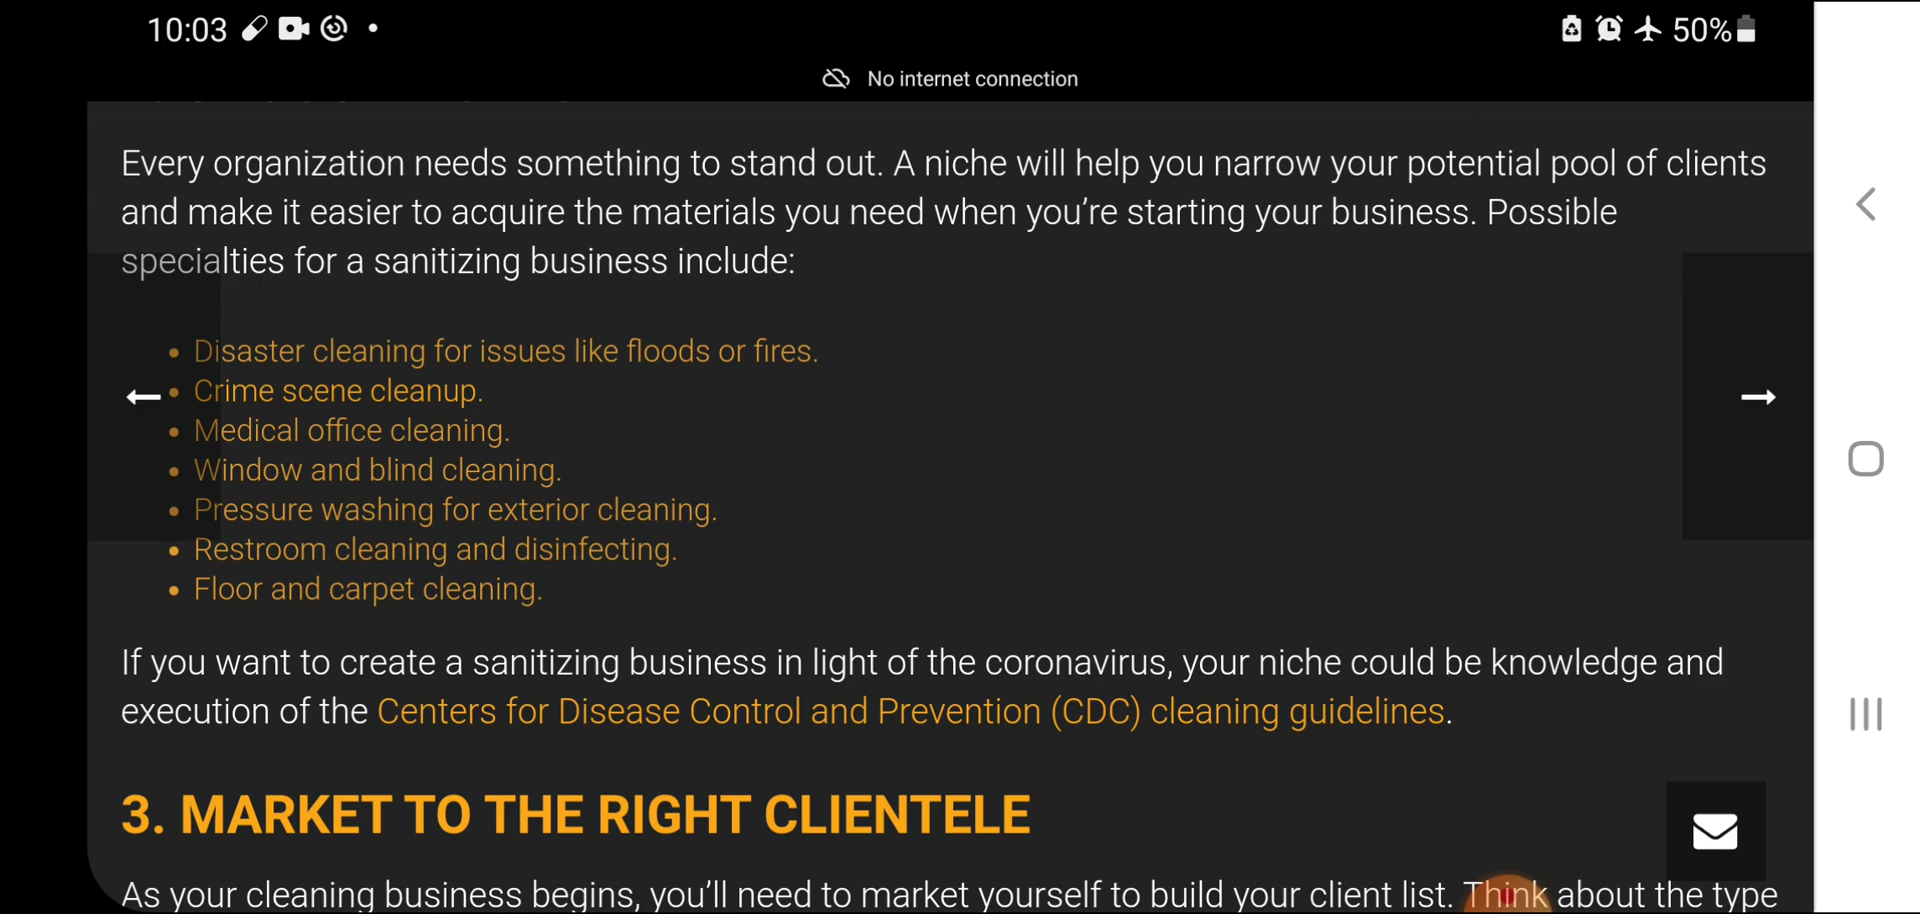 10:03
50%
No internet connection
Every organization needs something to stand out. A niche will help you narrow your potential pool of clients
and make it easier to acquire the materials you need when you’re starting your business. Possible
specialties for a sanitizing business include:
• Disaster cleaning for issues like floods or fires.
• Crime scene cleanup.
• Medical office cleaning.
• Window and blind cleaning.
• Pressure washing for exterior cleaning.
• Restroom cleaning and disinfecting.
• Floor and carpet cleaning.
If you want to create a sanitizing business in light of the coronavirus, your niche could be knowledge and
execution of the Centers for Disease Control and Prevention (CDC) cleaning guidelines.
3. MARKET TO THE RIGHT CLIENTELE
As your cleaning business begins, you’ll need to market yourself to build your client list. Think about the type